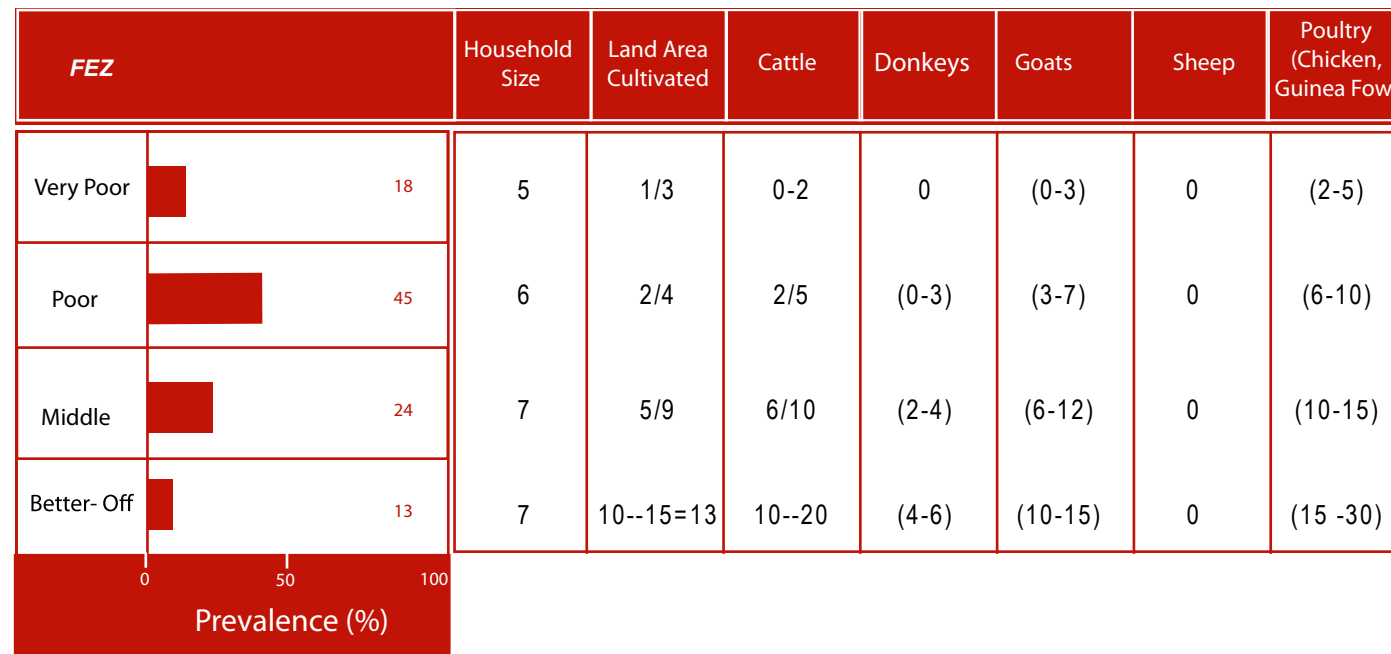 FEZ
Household
Size
Land Area
Cultivated
Cattle
Donkeys
Goats
Sheep
Poultry
(Chicken,
Guinea Fow
Very Poor 18 5 1/3 0-2 0 (0-3) 0 (2-5)
Poor 45 6 2/4 2/5 (0-3) (3-7) 0 (6-10)
Middle 24 7 5/9 6/10 (2-4) (6-12) 0 (10-15)
Better- Off 13 7 10--15=13 10--20 (4-6) (10-15) 0 (15 -30)
0 50 100
Prevalence (%)